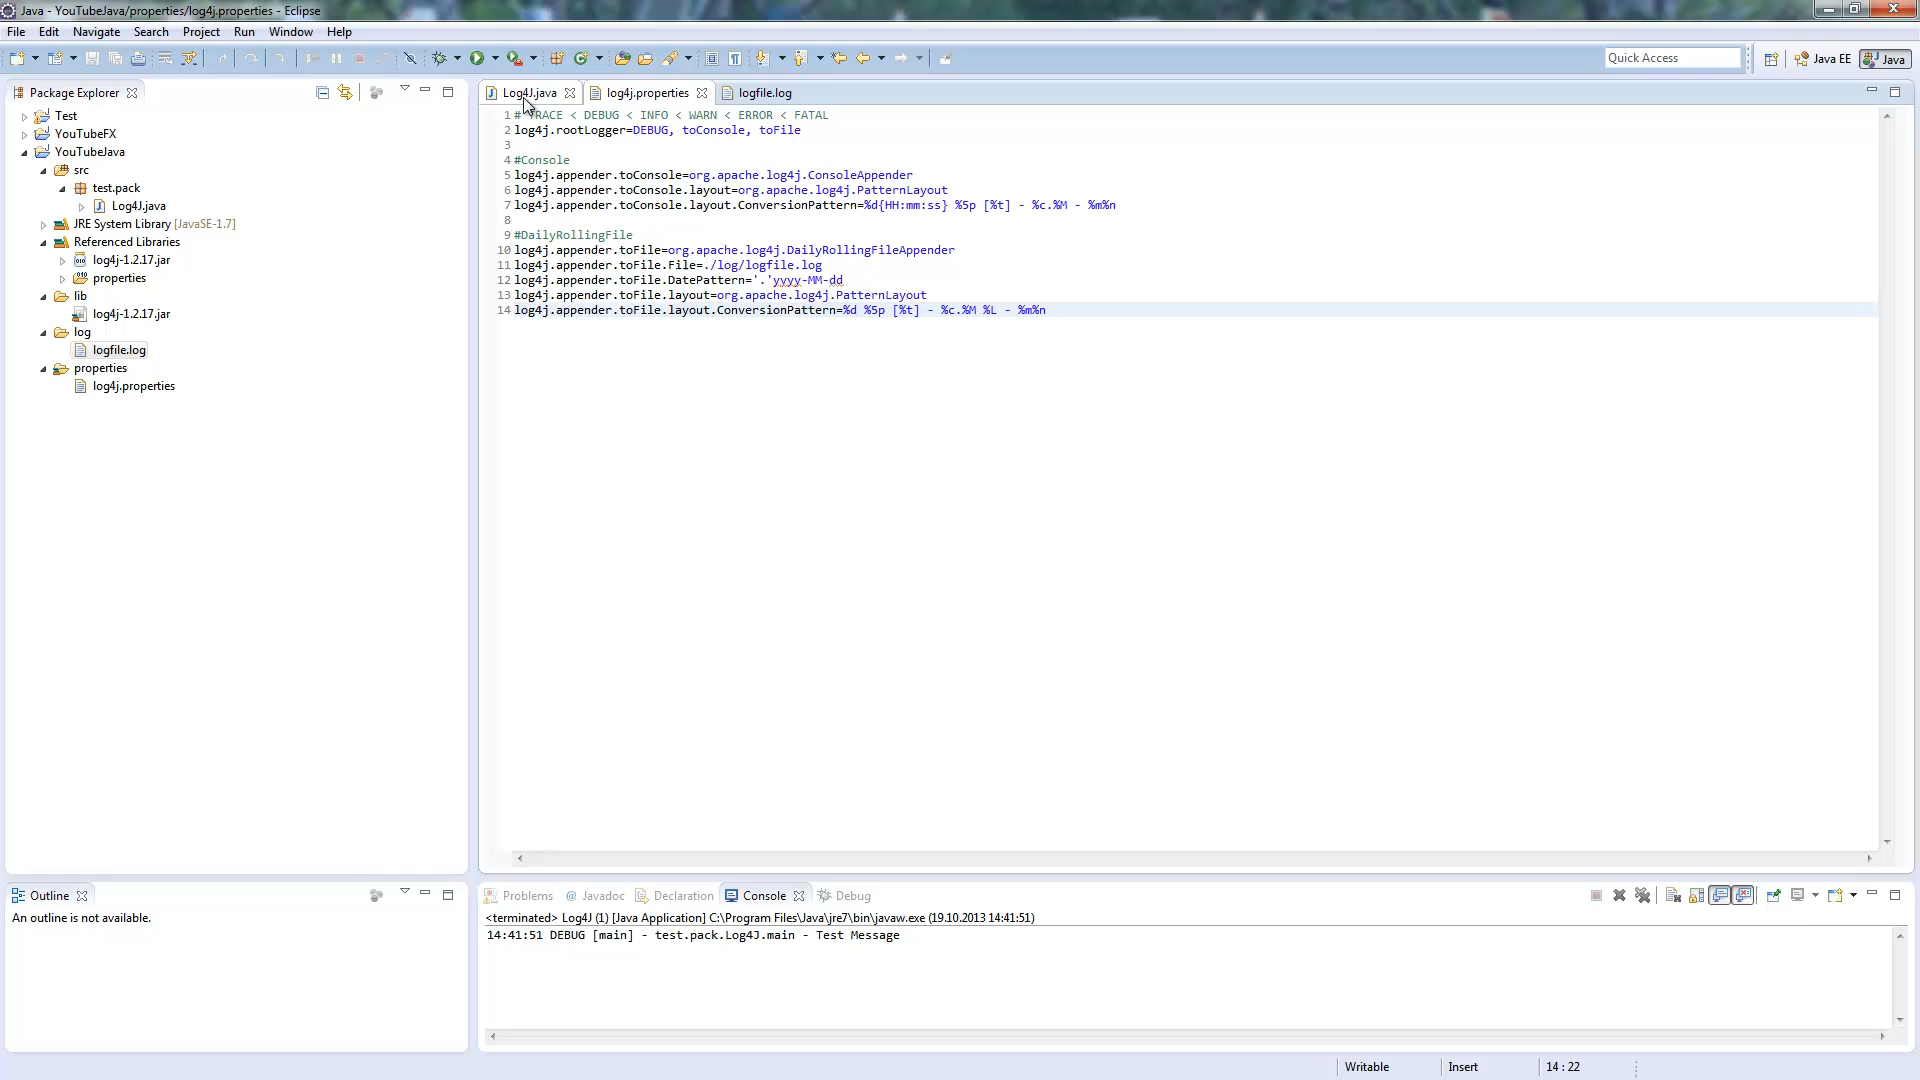 Java - YouTubeJava/properties/log4j.properties - Eclipse
File Edit Navigate Search Project Run Window Help
Quick Access
Java EE
Java
Package Explorer
Test
YouTubeFX
YouTubeJava
src
test.pack
Log4J.java
JRE System Library [JavaSE-1.7]
Referenced Libraries
log4j-1.2.17.jar
properties
lib
log4j-1.2.17.jar
log
logfile.log
properties
log4j.properties
Log4J.java log4j.properties logfile.log
1 # TRACE < DEBUG < INFO < WARN < ERROR < FATAL
2 log4j.rootLogger=DEBUG, toConsole, toFile
3
4 #Console
5 log4j.appender.toConsole=org.apache.log4j.ConsoleAppender
6 log4j.appender.toConsole.layout=org.apache.log4j.PatternLayout
7 log4j.appender.toConsole.layout.ConversionPattern=%d{HH:mm:ss} %5p [%t] - %c.%M - %m%n
8
9 #DailyRollingFile
10 log4j.appender.toFile=org.apache.log4j.DailyRollingFileAppender
11 log4j.appender.toFile.File=./log/logfile.log
12 log4j.appender.toFile.DatePattern='.'yyyy-MM-dd
13 log4j.appender.toFile.layout=org.apache.log4j.PatternLayout
14 log4j.appender.toFile.layout.ConversionPattern=%d %5p [%t] - %c.%M %L - %m%n
Outline
An outline is not available.
Problems @ Javadoc Declaration Console Debug
<terminated> Log4J (1) [Java Application] C:\Program Files\Java\jre7\bin\javaw.exe (19.10.2013 14:41:51)
14:41:51 DEBUG [main] - test.pack.Log4J.main - Test Message
Writable Insert 14 : 22